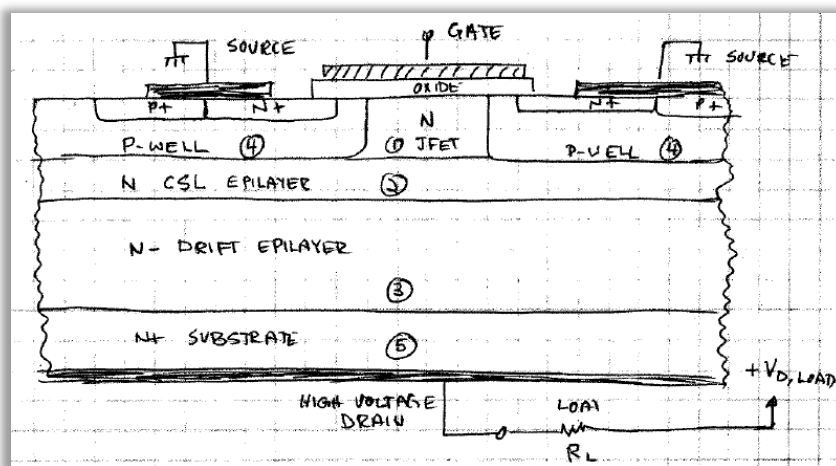 GATE
SOURCE
SOURCE
OXIDE
P+
N+
N
N+
P+
P-WELL ④
① JFET
P-WELL ④
N CSL EPILAYER ②
N- DRIFT EPILAYER
③
N+ SUBSTRATE
⑤
+VD, LOAD
HIGH VOLTAGE
DRAIN
LOAD
RL